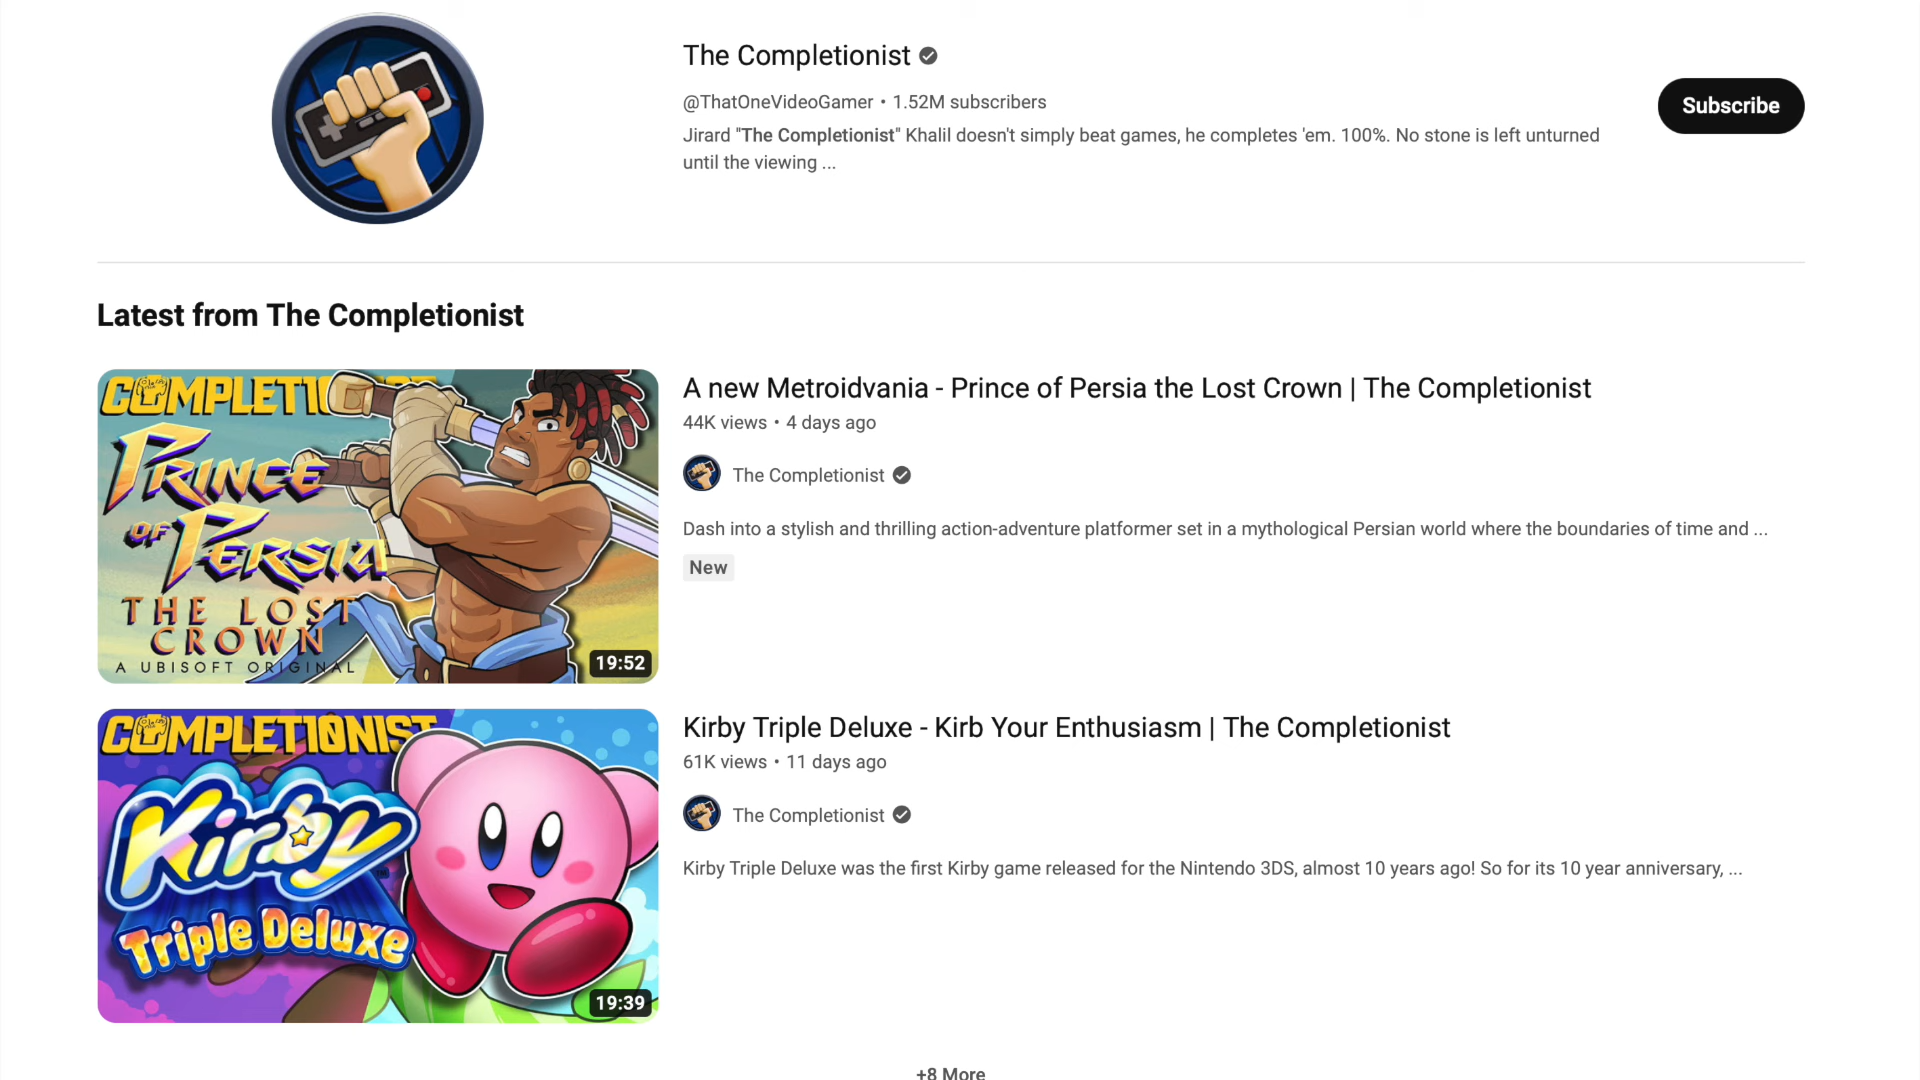 The Completionist
@ThatOneVideoGamer • 1.52M subscribers
Jirard "The Completionist" Khalil doesn't simply beat games, he completes 'em. 100%. No stone is left unturned
until the viewing ...
Subscribe
Latest from The Completionist
COMPLETIONIST
PRINCE
OF PERSIA
THE LOST
CROWN
A UBISOFT ORIGINAL
19:52
A new Metroidvania - Prince of Persia the Lost Crown | The Completionist
44K views • 4 days ago
The Completionist
Dash into a stylish and thrilling action-adventure platformer set in a mythological Persian world where the boundaries of time and ...
New
COMPLETIONIST
Kirby
TM
Triple Deluxe
19:39
Kirby Triple Deluxe - Kirb Your Enthusiasm | The Completionist
61K views • 11 days ago
The Completionist
Kirby Triple Deluxe was the first Kirby game released for the Nintendo 3DS, almost 10 years ago! So for its 10 year anniversary, ...
+8 More